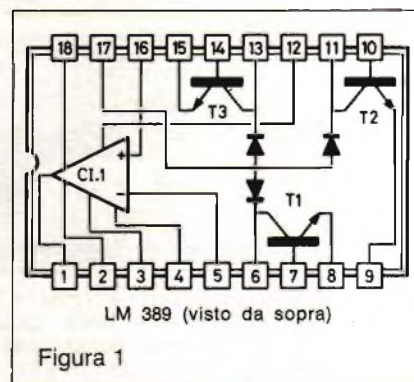 18 17 16 15 14 13 12 11 10
T3
T2
+
CI.1
−
T1
1 2 3 4 5 6 7 8 9
LM 389 (visto da sopra)
Figura 1